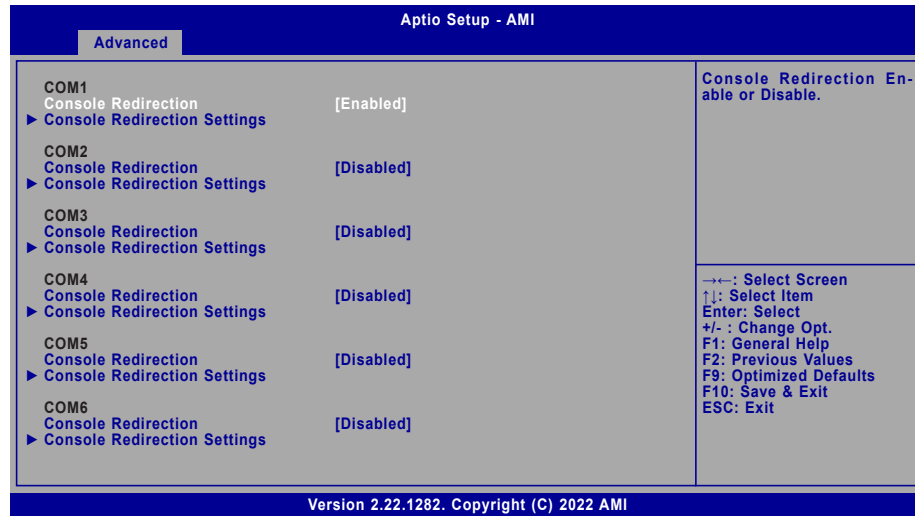 Aptio Setup - AMI
Advanced
COM1
Console Redirection [Enabled]
► Console Redirection Settings
COM2
Console Redirection [Disabled]
► Console Redirection Settings
COM3
Console Redirection [Disabled]
► Console Redirection Settings
COM4
Console Redirection [Disabled]
► Console Redirection Settings
COM5
Console Redirection [Disabled]
► Console Redirection Settings
COM6
Console Redirection [Disabled]
► Console Redirection Settings
Console Redirection En-
able or Disable.
→←: Select Screen
↑↓: Select Item
Enter: Select
+/- : Change Opt.
F1: General Help
F2: Previous Values
F9: Optimized Defaults
F10: Save & Exit
ESC: Exit
Version 2.22.1282. Copyright (C) 2022 AMI